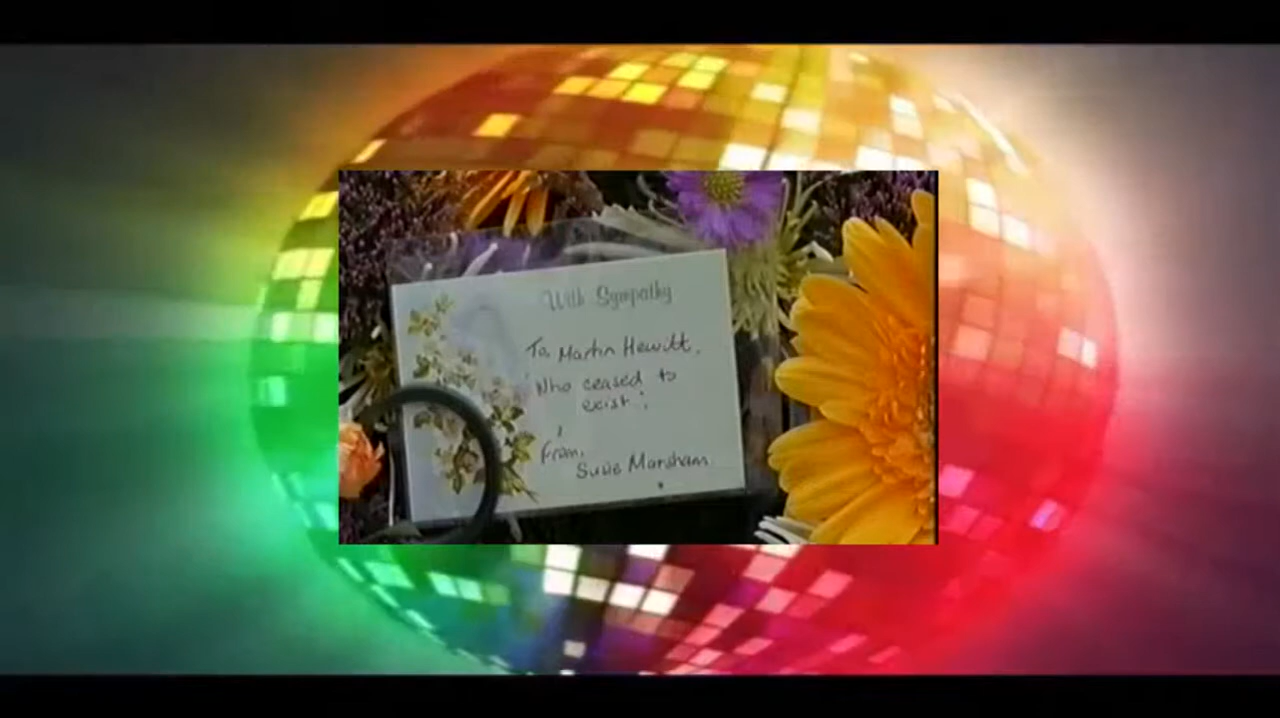 With Sympathy
To Martin Hewitt,
'Who ceased to
exist'.
From,
Susie Marsham